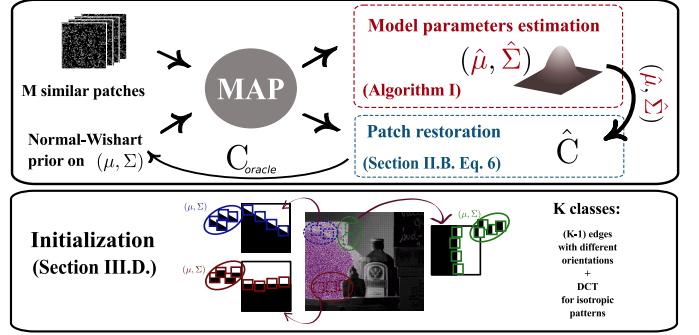 Model parameters estimation
(μ̂, Σ̂)
(Algorithm I)
M similar patches
MAP
(μ̂, Σ̂)
Normal-Wishart
prior on (μ, Σ)
C oracle
Patch restoration
Ĉ
(Section II.B. Eq. 6)
Initialization
(Section III.D.)
(μ, Σ)
(μ, Σ)
(μ, Σ)
K classes:
(K-1) edges
with different
orientations
+
DCT
for isotropic
patterns